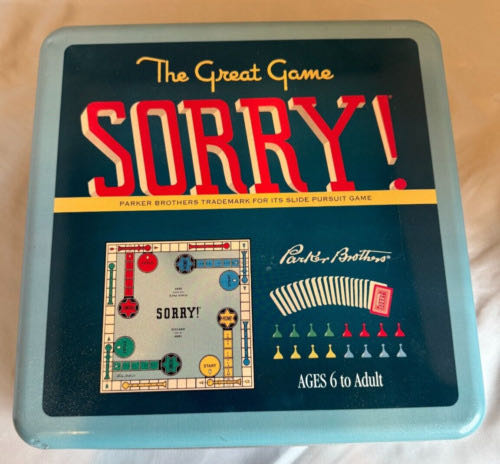 The Great Game
SORRY!
PARKER BROTHERS TRADEMARK FOR ITS SLIDE PURSUIT GAME
Parker Brothers
SORRY!
HOME
START
AGES 6 to Adult